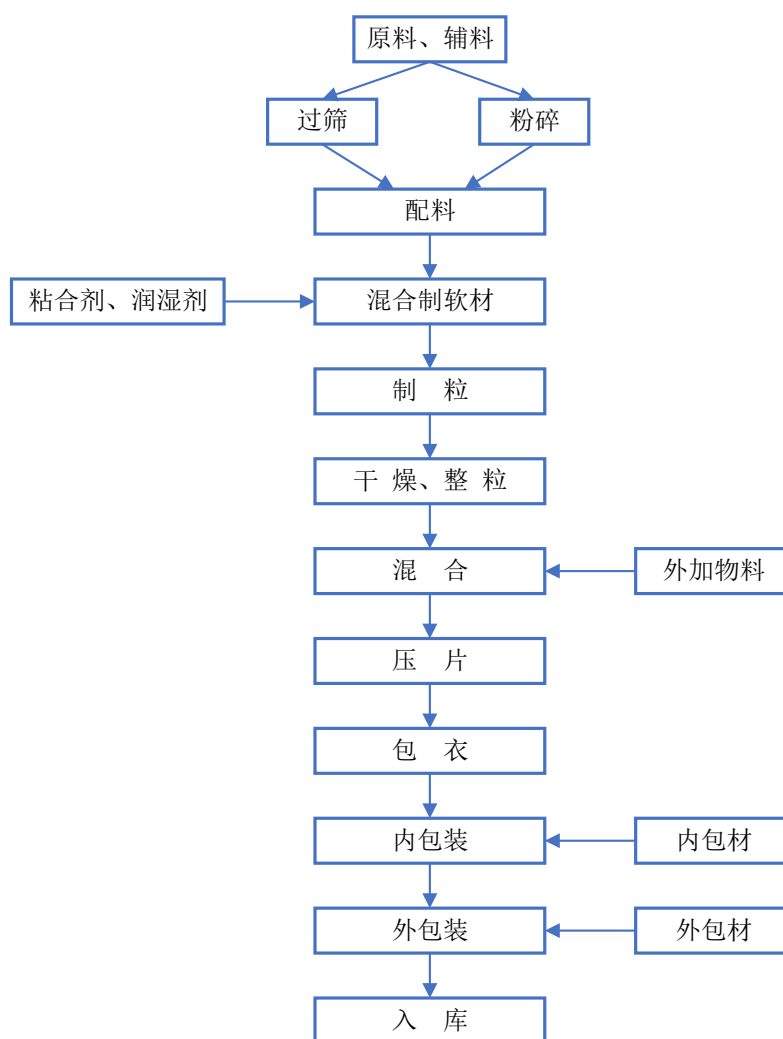 原料、辅料
过筛
粉碎
配料
粘合剂、润湿剂
混合制软材
制 粒
干 燥、整 粒
混 合
外加物料
压 片
包 衣
内包装
内包材
外包装
外包材
入 库